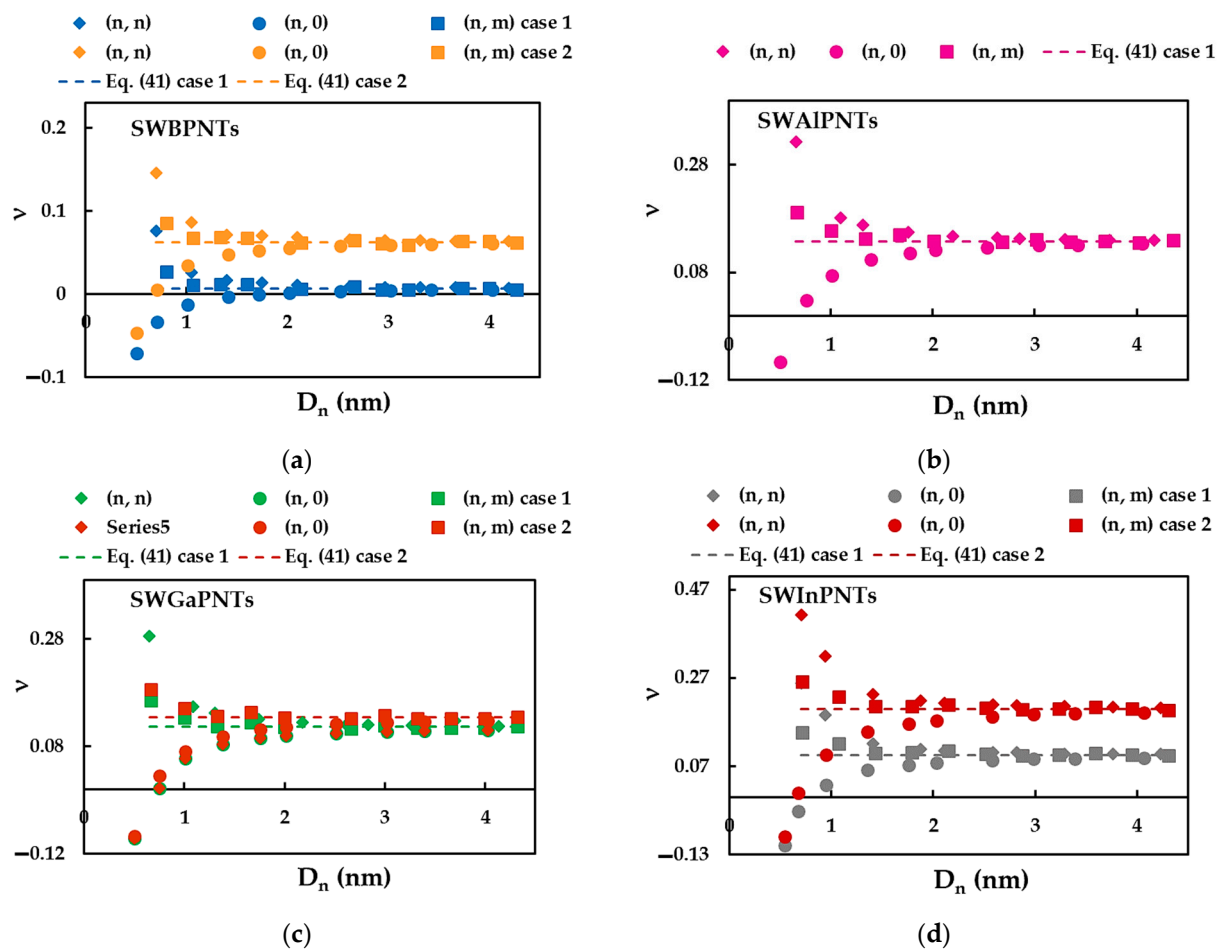 (n, n) (n, 0) (n, m) case 1
(n, n) (n, 0) (n, m) case 2
Eq. (41) case 1 Eq. (41) case 2
SWBPNTs
0.2
0.1
0
−0.1
ν
0 1 2 3 4
Dn (nm)
(a)
(n, n) (n, 0) (n, m) Eq. (41) case 1
SWAlPNTs
0.28
0.08
−0.12
ν
0 1 2 3 4
Dn (nm)
(b)
(n, n) (n, 0) (n, m) case 1
Series5 (n, 0) (n, m) case 2
Eq. (41) case 1 Eq. (41) case 2
SWGaPNTs
0.28
0.08
−0.12
ν
0 1 2 3 4
Dn (nm)
(c)
(n, n) (n, 0) (n, m) case 1
(n, n) (n, 0) (n, m) case 2
Eq. (41) case 1 Eq. (41) case 2
SWInPNTs
0.47
0.27
0.07
−0.13
ν
0 1 2 3 4
Dn (nm)
(d)